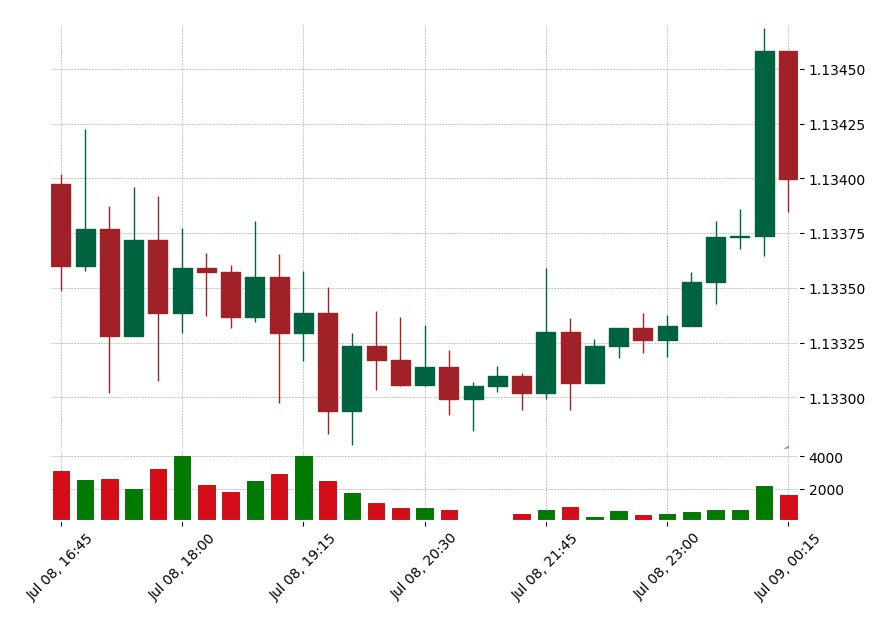 1.13450
1.13425
1.13400
1.13375
1.13350
1.13325
1.13300
4000
2000
Jul 08, 16:45
Jul 08, 18:00
Jul 08, 19:15
Jul 08, 20:30
Jul 08, 21:45
Jul 08, 23:00
Jul 09, 00:15